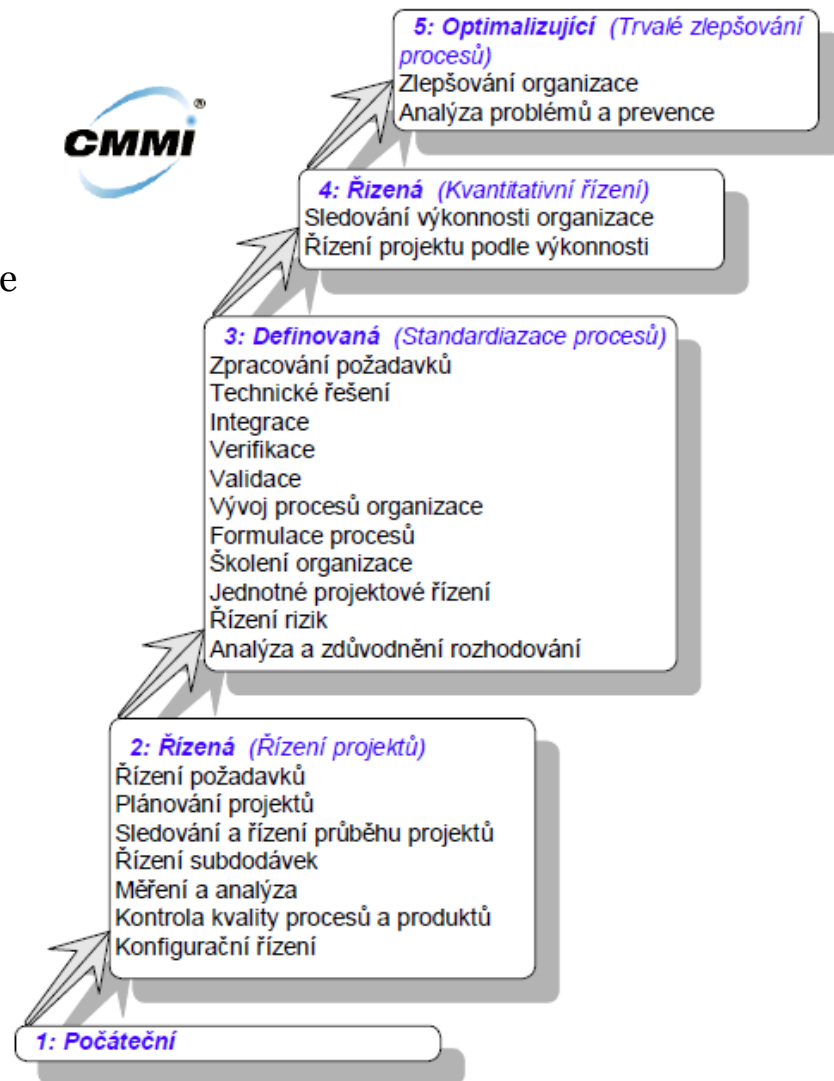 5: Optimalizující (Trvalé zlepšování
procesů)
Zlepšování organizace
Analýza problémů a prevence
CMMI®
4: Řizená (Kvantitativní řízení)
Sledování výkonnosti organizace
Řízení projektu podle výkonnosti
e
3: Definovaná (Standardiazace procesů)
Zpracování požadavků
Technické řešení
Integrace
Verifikace
Validace
Vývoj procesů organizace
Formulace procesů
Školení organizace
Jednotné projektové řízení
Řízení rizik
Analýza a zdůvodnění rozhodování
2: Řízená (Řízení projektů)
Řízení požadavků
Plánování projektů
Sledování a řízení průběhu projektů
Řízení subdodávek
Měření a analýza
Kontrola kvality procesů a produktů
Konfigurační řízení
1: Počáteční